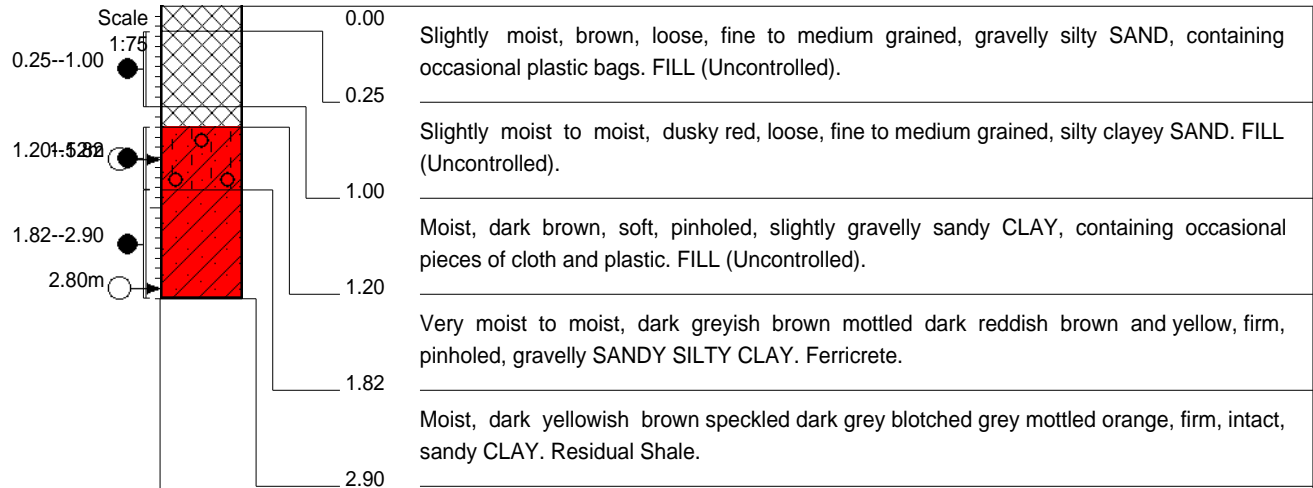 Scale
1:75
0.25--1.00
1.82--2.90
2.80m
0.00
Slightly moist, brown, loose, fine to medium grained, gravelly silty SAND, containing
occasional plastic bags. FILL (Uncontrolled).
0.25
Slightly moist to moist, dusky red, loose, fine to medium grained, silty clayey SAND. FILL
(Uncontrolled).
1.00
Moist, dark brown, soft, pinholed, slightly gravelly sandy CLAY, containing occasional
pieces of cloth and plastic. FILL (Uncontrolled).
1.20
Very moist to moist, dark greyish brown mottled dark reddish brown and yellow, firm,
pinholed, gravelly SANDY SILTY CLAY. Ferricrete.
1.82
Moist, dark yellowish brown speckled dark grey blotched grey mottled orange, firm, intact,
sandy CLAY. Residual Shale.
2.90